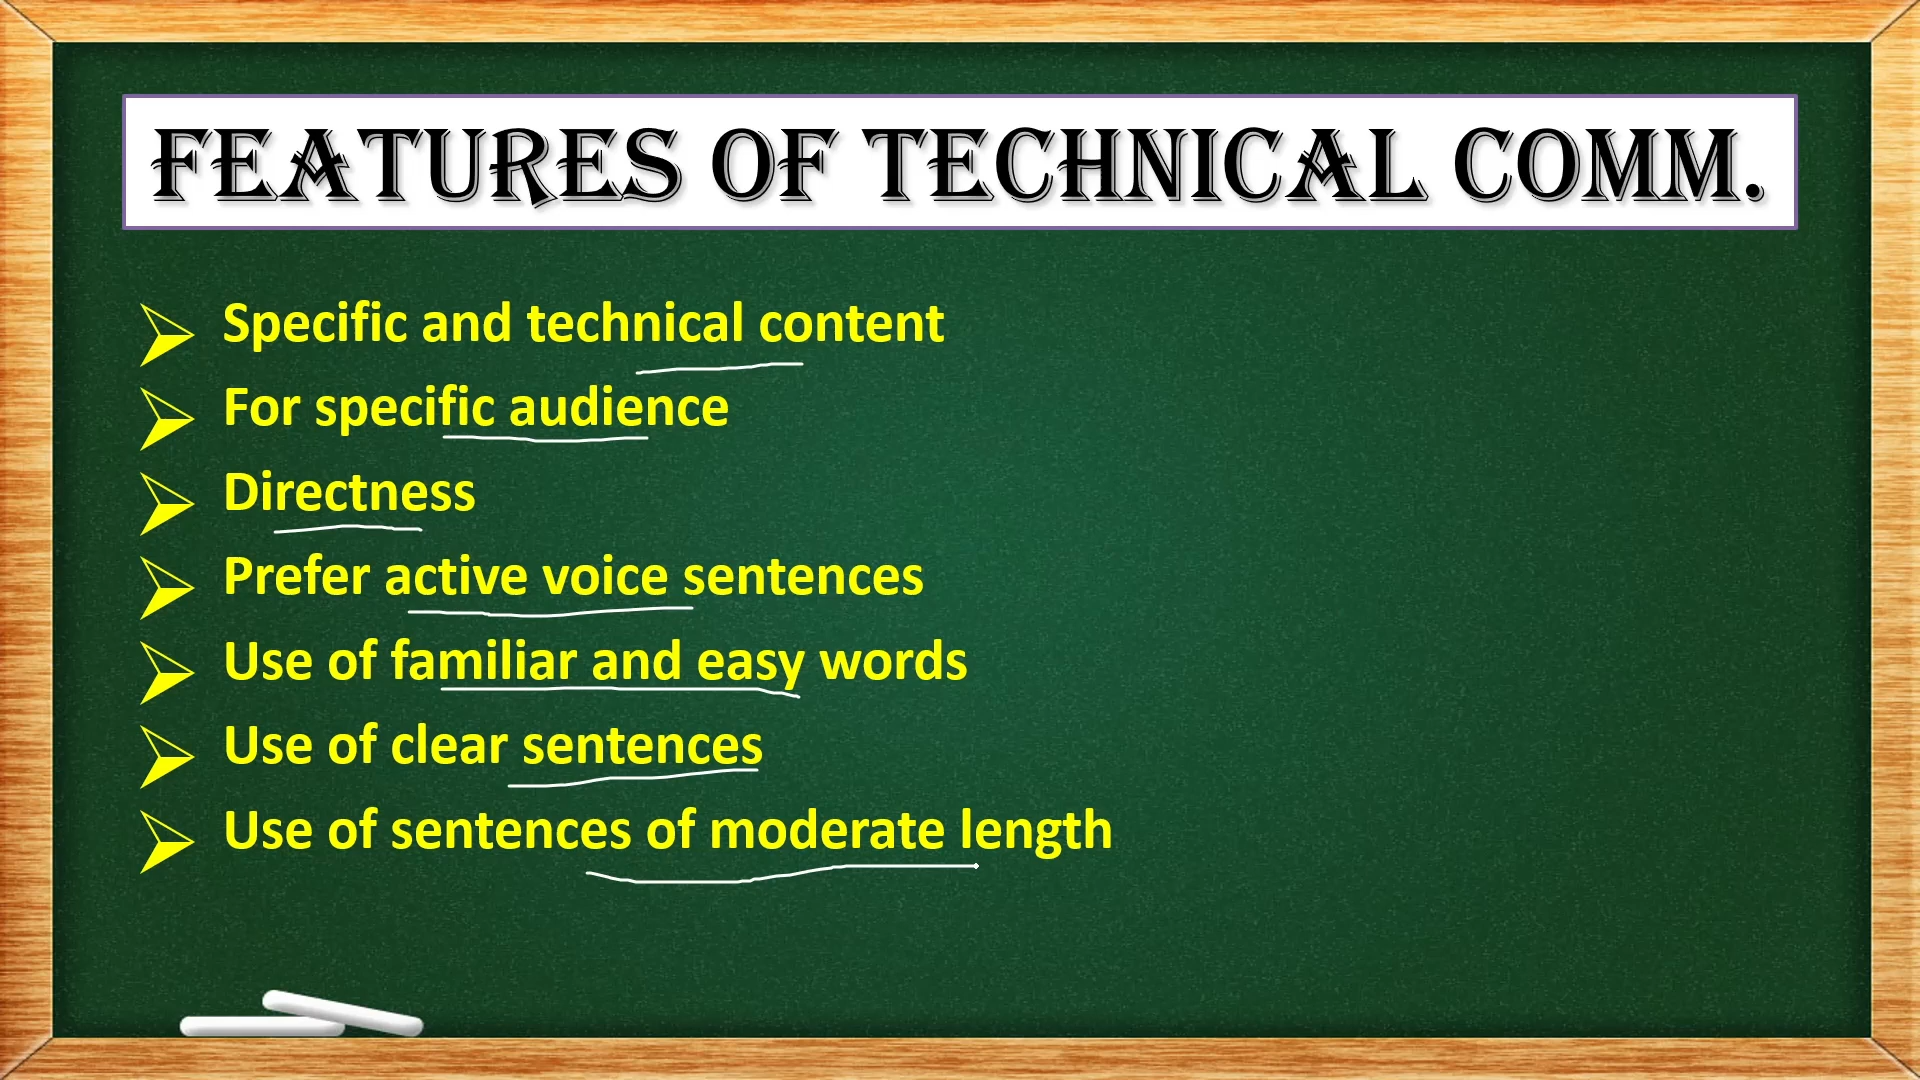 FEATURES OF TECHNICAL COMM.
Specific and technical content
For specific audience
Directness
Prefer active voice sentences
Use of familiar and easy words
Use of clear sentences
Use of sentences of moderate length